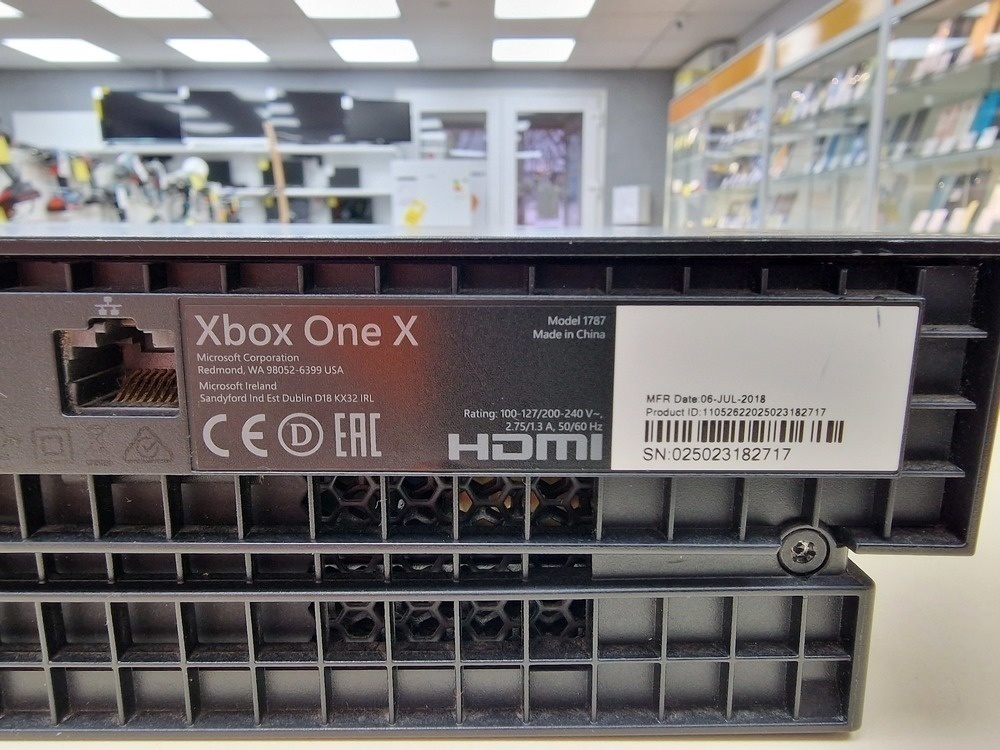 Xbox One X
Microsoft Corporation
Redmond, WA 98052-6399 USA
Microsoft Ireland
Sandyford Ind Est Dublin D18 KX32 IRL
CE D EAC
Model 1787
Made in China
Rating: 100-127/200-240 V~,
2.75/1.3 A, 50/60 Hz
HDMI
MFR Date:06-JUL-2018
Product ID:11052622025023182717
SN:025023182717